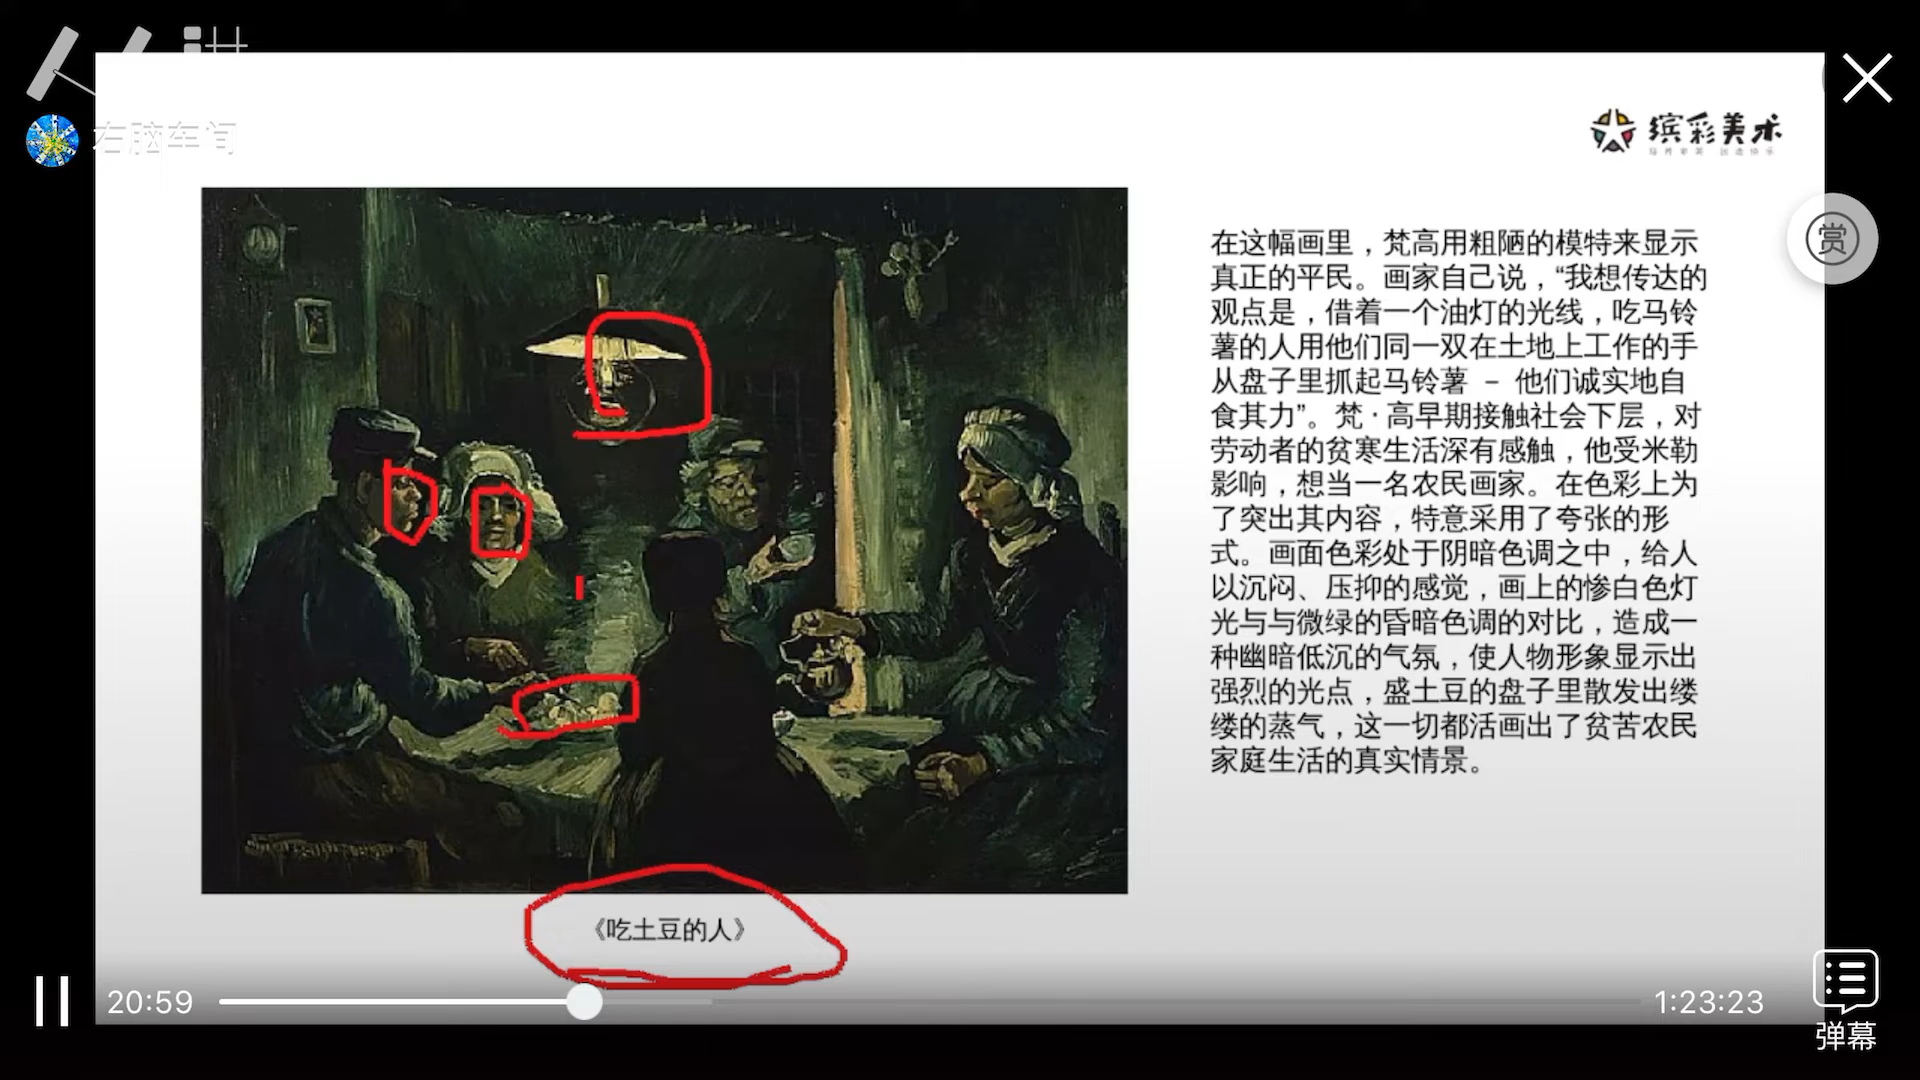 右脑车间
缤彩美术
赏
在这幅画里，梵高用粗陋的模特来显示
真正的平民。画家自己说，“我想传达的
观点是，借着一个油灯的光线，吃马铃
薯的人用他们同一双在土地上工作的手
从盘子里抓起马铃薯 – 他们诚实地自
食其力”。梵·高早期接触社会下层，对
劳动者的贫寒生活深有感触，他受米勒
影响，想当一名农民画家。在色彩上为
了突出其内容，特意采用了夸张的形
式。画面色彩处于阴暗色调之中，给人
以沉闷、压抑的感觉，画上的惨白色灯
光与与微绿的昏暗色调的对比，造成一
种幽暗低沉的气氛，使人物形象显示出
强烈的光点，盛土豆的盘子里散发出缕
缕的蒸气，这一切都活画出了贫苦农民
家庭生活的真实情景。
《吃土豆的人》
20:59
1:23:23
弹幕